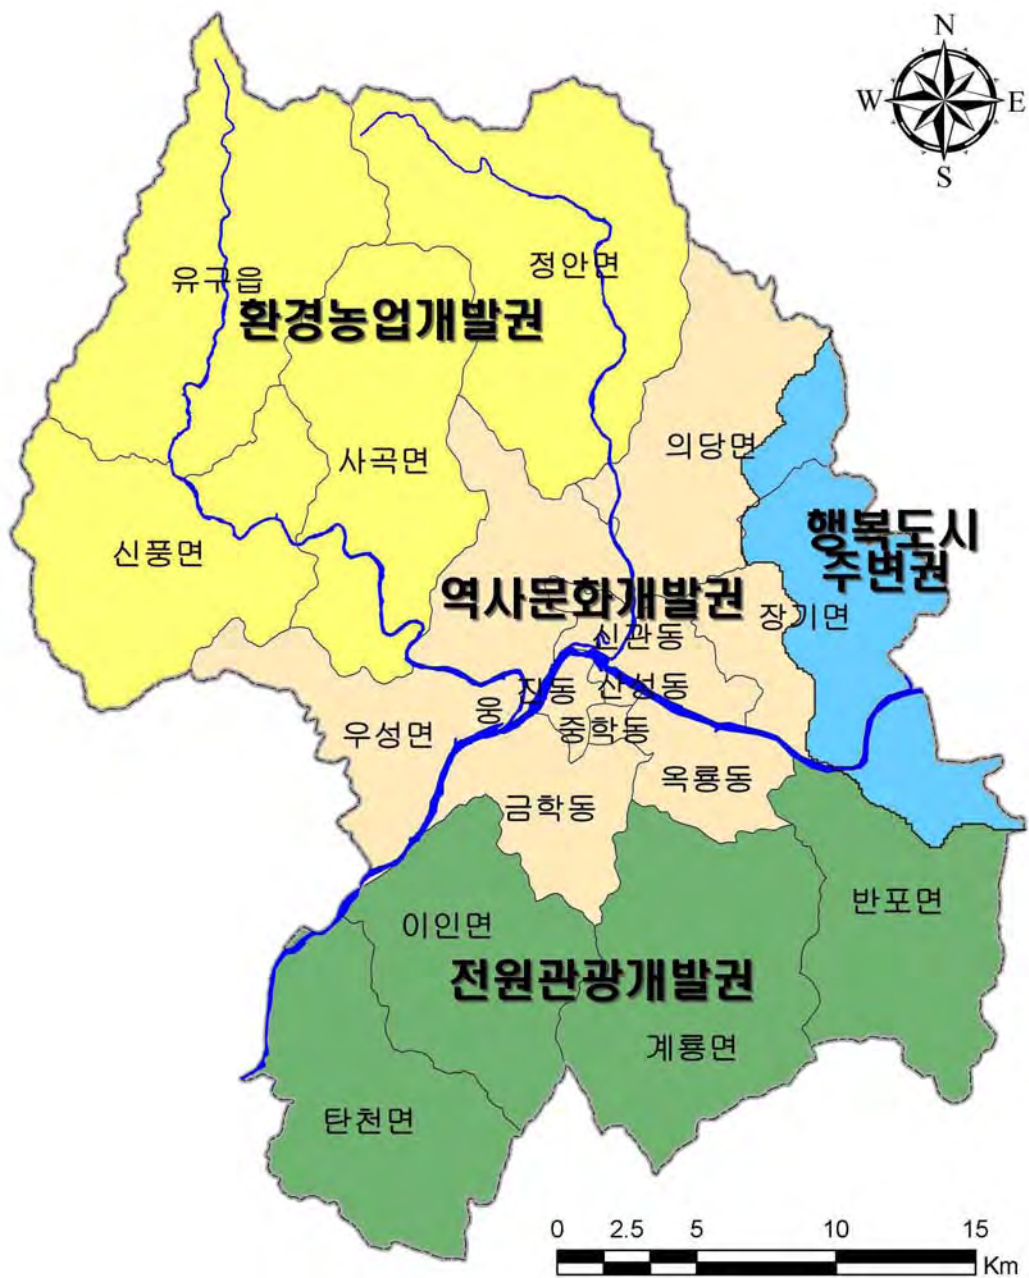 N
W E
S
정안면
유구읍
환경농업개발권
의당면
사곡면
행복도시
주변권
신풍면
역사문화개발권
장기면
신관동
산성동
웅진동
우성면
중학동
옥룡동
금학동
반포면
이인면
전원관광개발권
계룡면
탄천면
0 2.5 5 10 15
Km